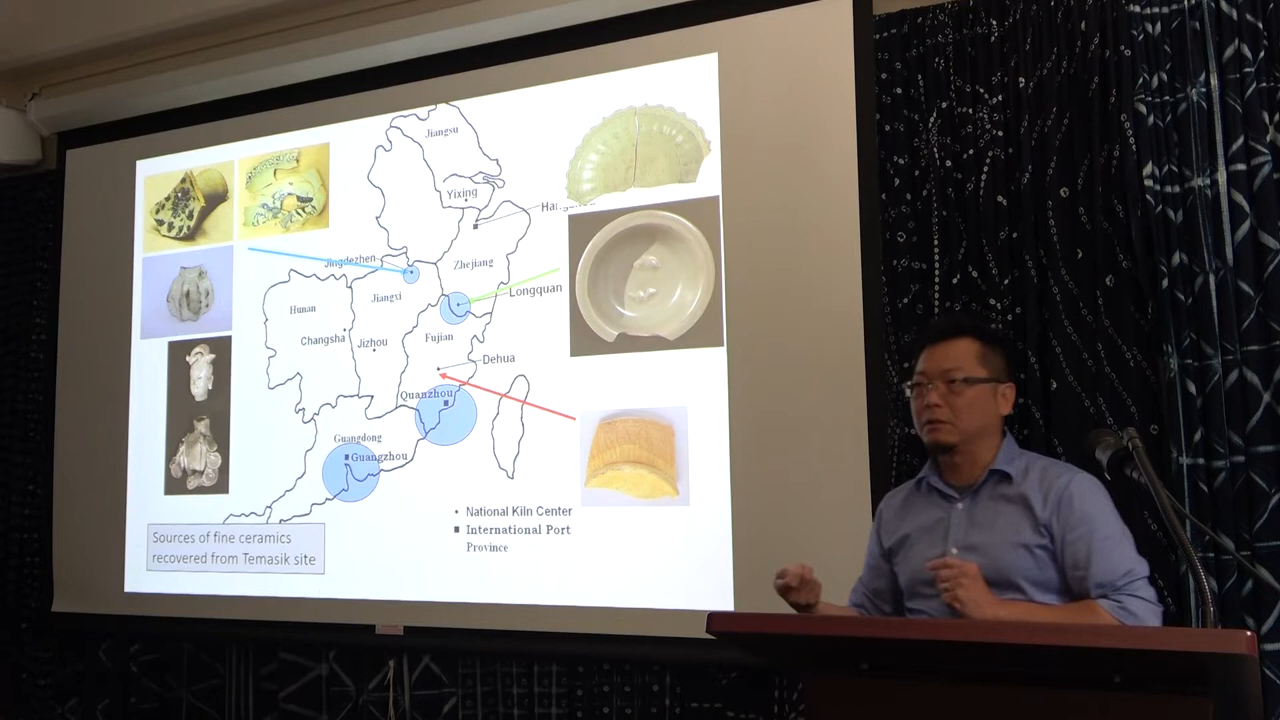 Jiangsu
Yixing
Jingdezhen
Zhejiang
Longquan
Hunan
Jiangxi
Changsha
Jizhou
Fujian
Dehua
Quanzhou
Guangdong
Guangzhou
National Kiln Center
International Port
Province
Sources of fine ceramics
recovered from Temasik site